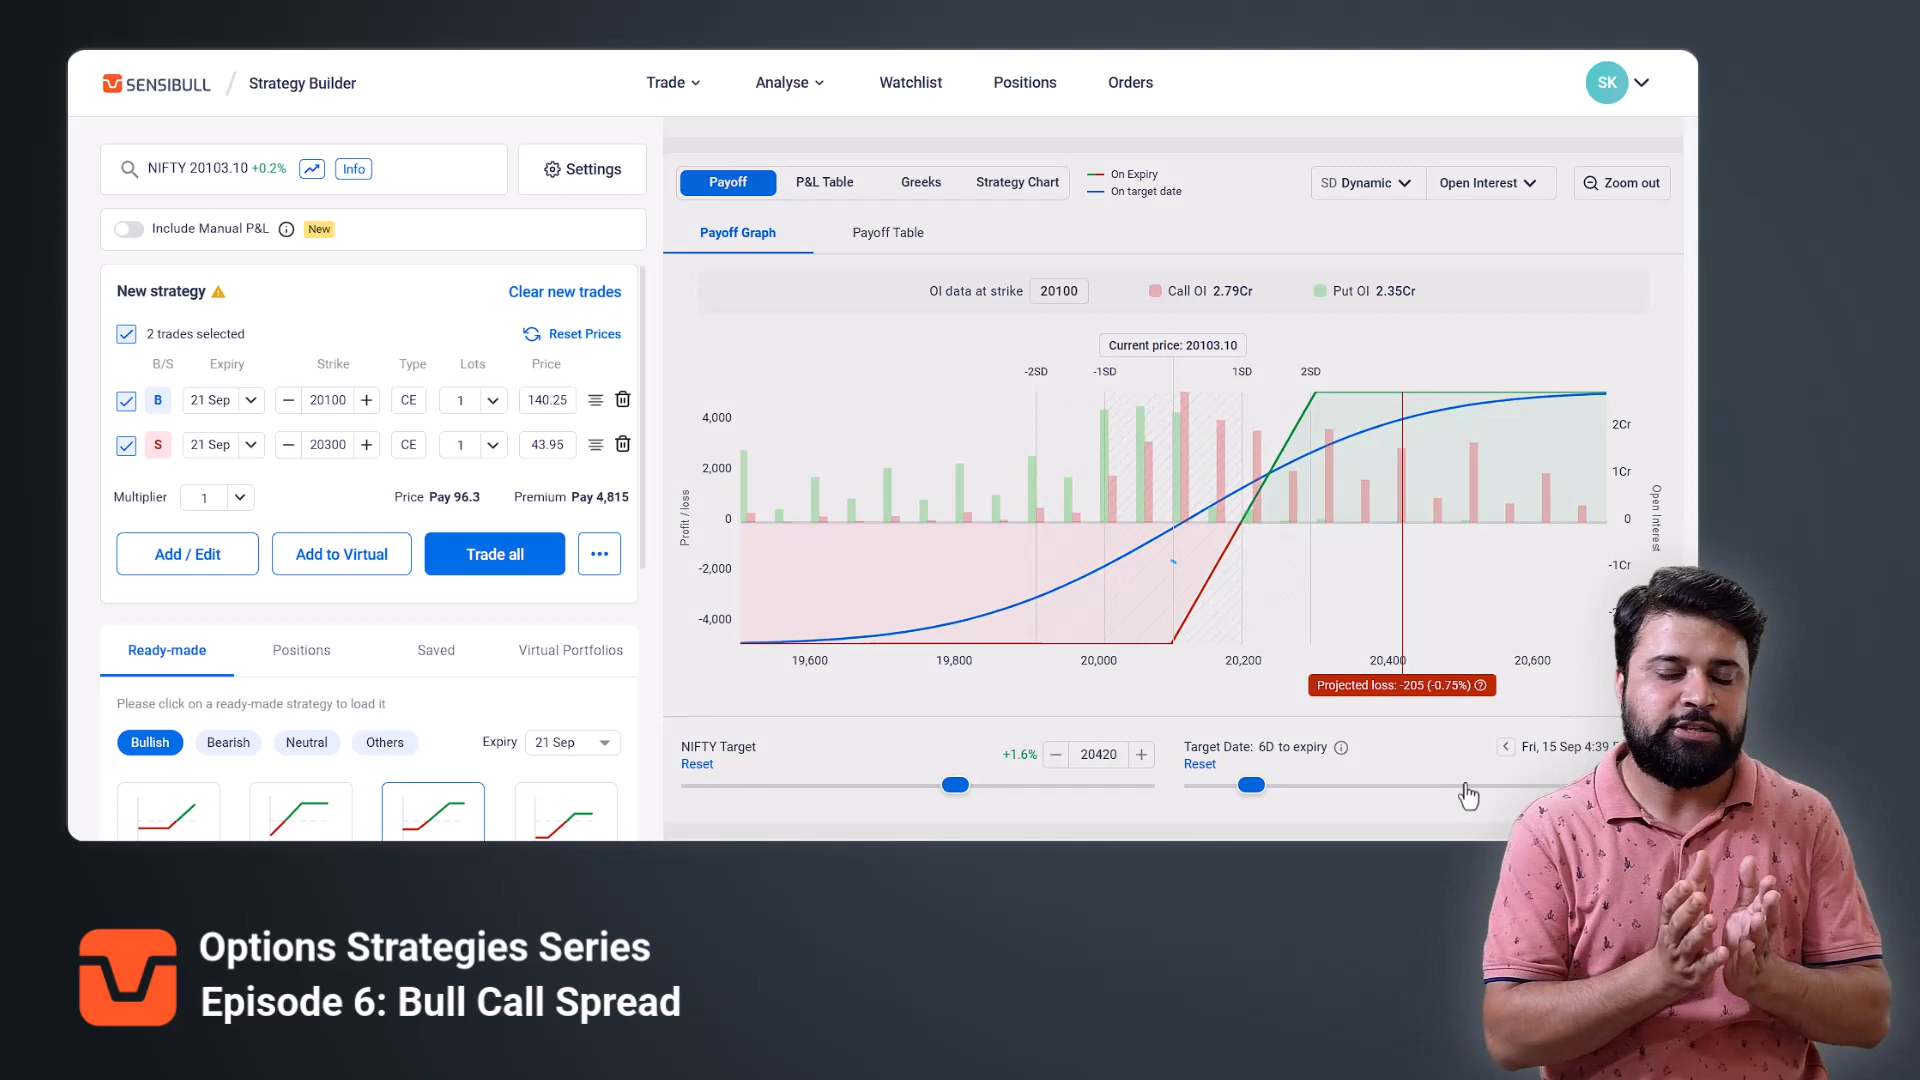 SENSIBULL / Strategy Builder
Trade
Analyse
Watchlist
Positions
Orders
SK
NIFTY 20103.10 +0.2%
Info
Settings
Include Manual P&L
New
New strategy
Clear new trades
2 trades selected
Reset Prices
B/S Expiry Strike Type Lots Price
B 21 Sep − 20100 + CE 1 140.25
S 21 Sep − 20300 + CE 1 43.95
Multiplier 1 Price Pay 96.3 Premium Pay 4,815
Add / Edit
Add to Virtual
Trade all
Ready-made
Positions
Saved
Virtual Portfolios
Please click on a ready-made strategy to load it
Bullish
Bearish
Neutral
Others
Expiry 21 Sep
Payoff
P&L Table
Greeks
Strategy Chart
On Expiry
On target date
SD Dynamic
Open Interest
Zoom out
Payoff Graph
Payoff Table
OI data at strike 20100
Call OI 2.79Cr
Put OI 2.35Cr
Current price: 20103.10
-2SD
-1SD
1SD
2SD
4,000
2,000
0
-2,000
-4,000
Profit / loss
2Cr
1Cr
0
-1Cr
Open Interest
19,600
19,800
20,000
20,200
20,400
20,600
Projected loss: -205 (-0.75%)
NIFTY Target
Reset
+1.6% − 20420 +
Target Date: 6D to expiry
Reset
Fri, 15 Sep 4:39
Options Strategies Series
Episode 6: Bull Call Spread